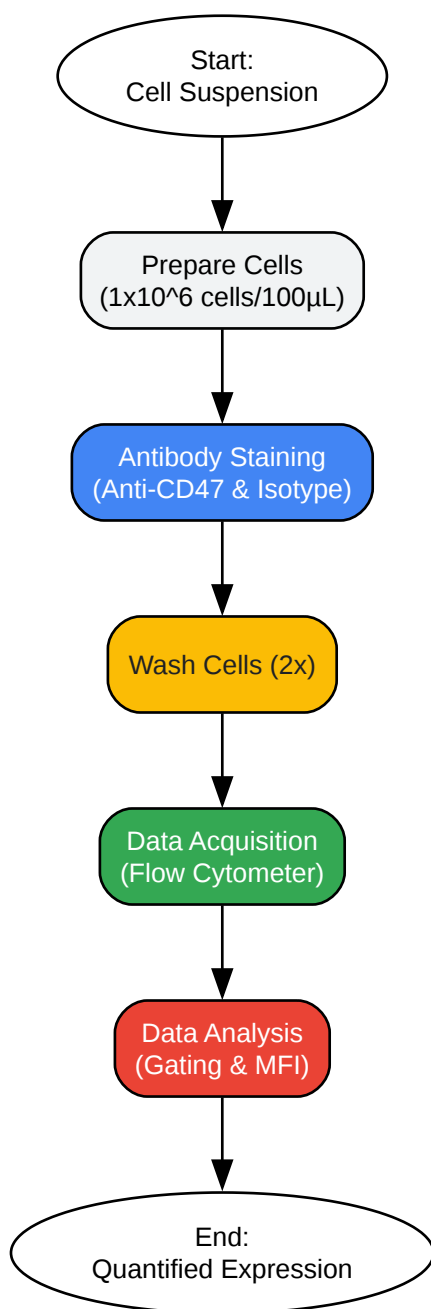 Start:
Cell Suspension
Prepare Cells
(1x10^6 cells/100µL)
Antibody Staining
(Anti-CD47 & Isotype)
Wash Cells (2x)
Data Acquisition
(Flow Cytometer)
Data Analysis
(Gating & MFI)
End:
Quantified Expression